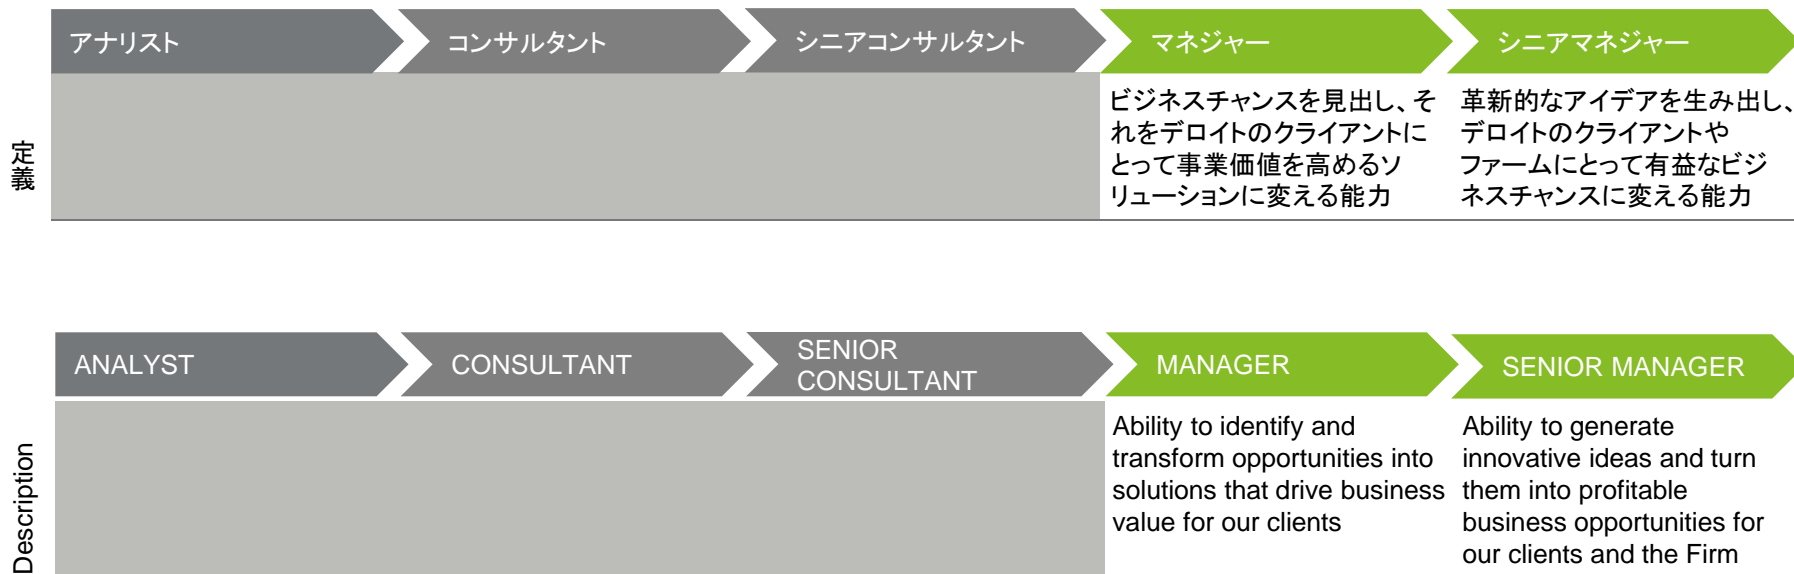 アナリスト
コンサルタント
シニアコンサルタント
マネジャー
シニアマネジャー
定義
ビジネスチャンスを見出し、そ
れをデロイトのクライアントに
とって事業価値を高めるソ
リューションに変える能力
革新的なアイデアを生み出し、
デロイトのクライアントや
ファームにとって有益なビジ
ネスチャンスに変える能力
ANALYST
CONSULTANT
SENIOR
CONSULTANT
MANAGER
SENIOR MANAGER
Description
Ability to identify and
transform opportunities into
solutions that drive business
value for our clients
Ability to generate
innovative ideas and turn
them into profitable
business opportunities for
our clients and the Firm